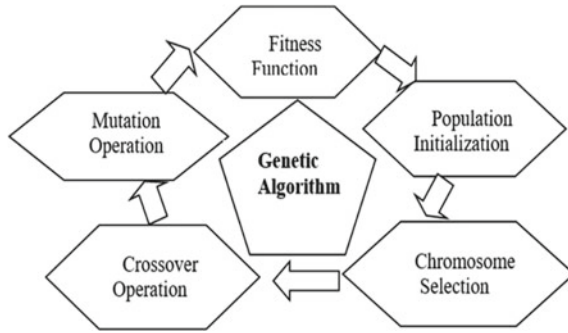 Fitness
Function
Population
Initialization
Chromosome
Selection
Crossover
Operation
Mutation
Operation
Genetic
Algorithm